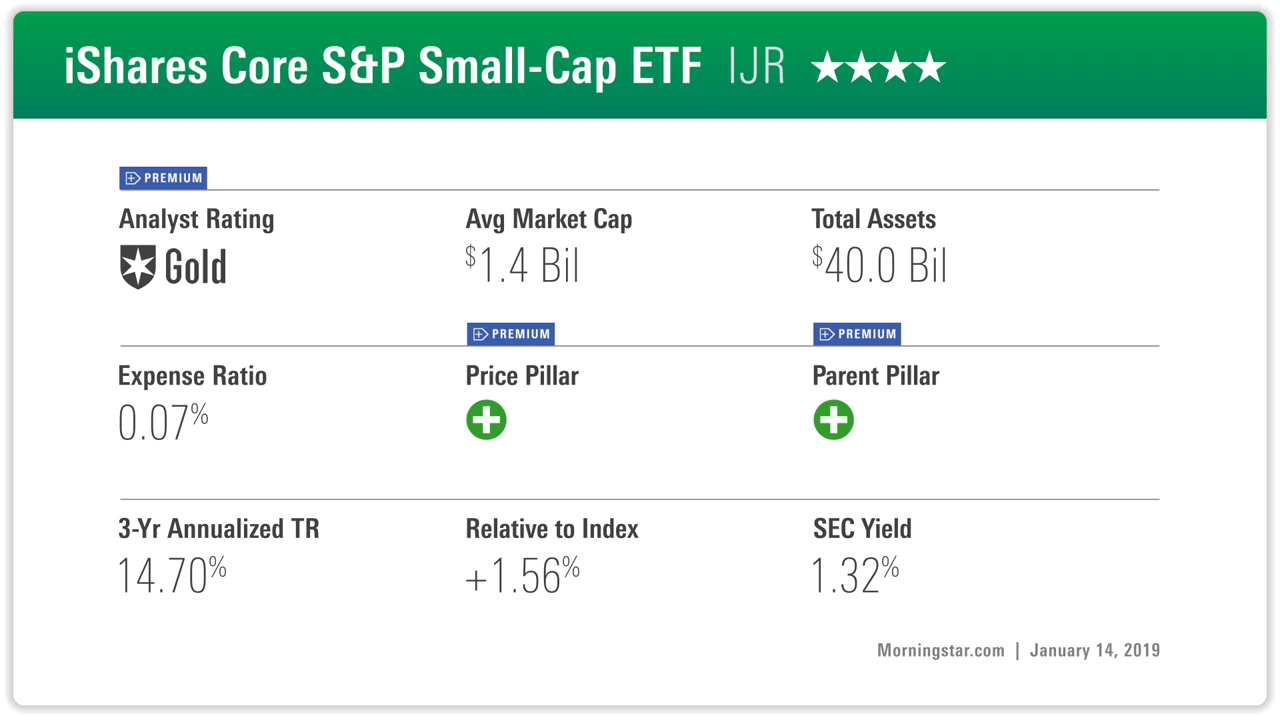 iShares Core S&P Small-Cap ETF IJR
PREMIUM
Analyst Rating Avg Market Cap Total Assets
Gold $1.4 Bil $40.0 Bil
PREMIUM PREMIUM
Expense Ratio Price Pillar Parent Pillar
0.07%
3-Yr Annualized TR Relative to Index SEC Yield
14.70% +1.56% 1.32%
Morningstar.com | January 14, 2019